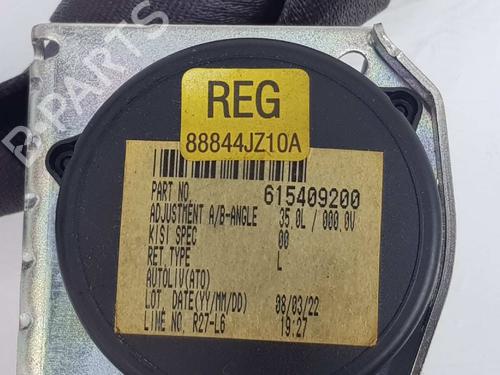 B-PARTS
REG
88844JZ10A
PART NO. 615409200
ADJUSTMENT A/B-ANGLE 35.0L / 000.0V
KISI SPEC 00
RET.TYPE L
AUTOLIV(ATO)
LOT. DATE(YY/MM/DD) 08/03/22
LINE NO. R27-L6 19:27